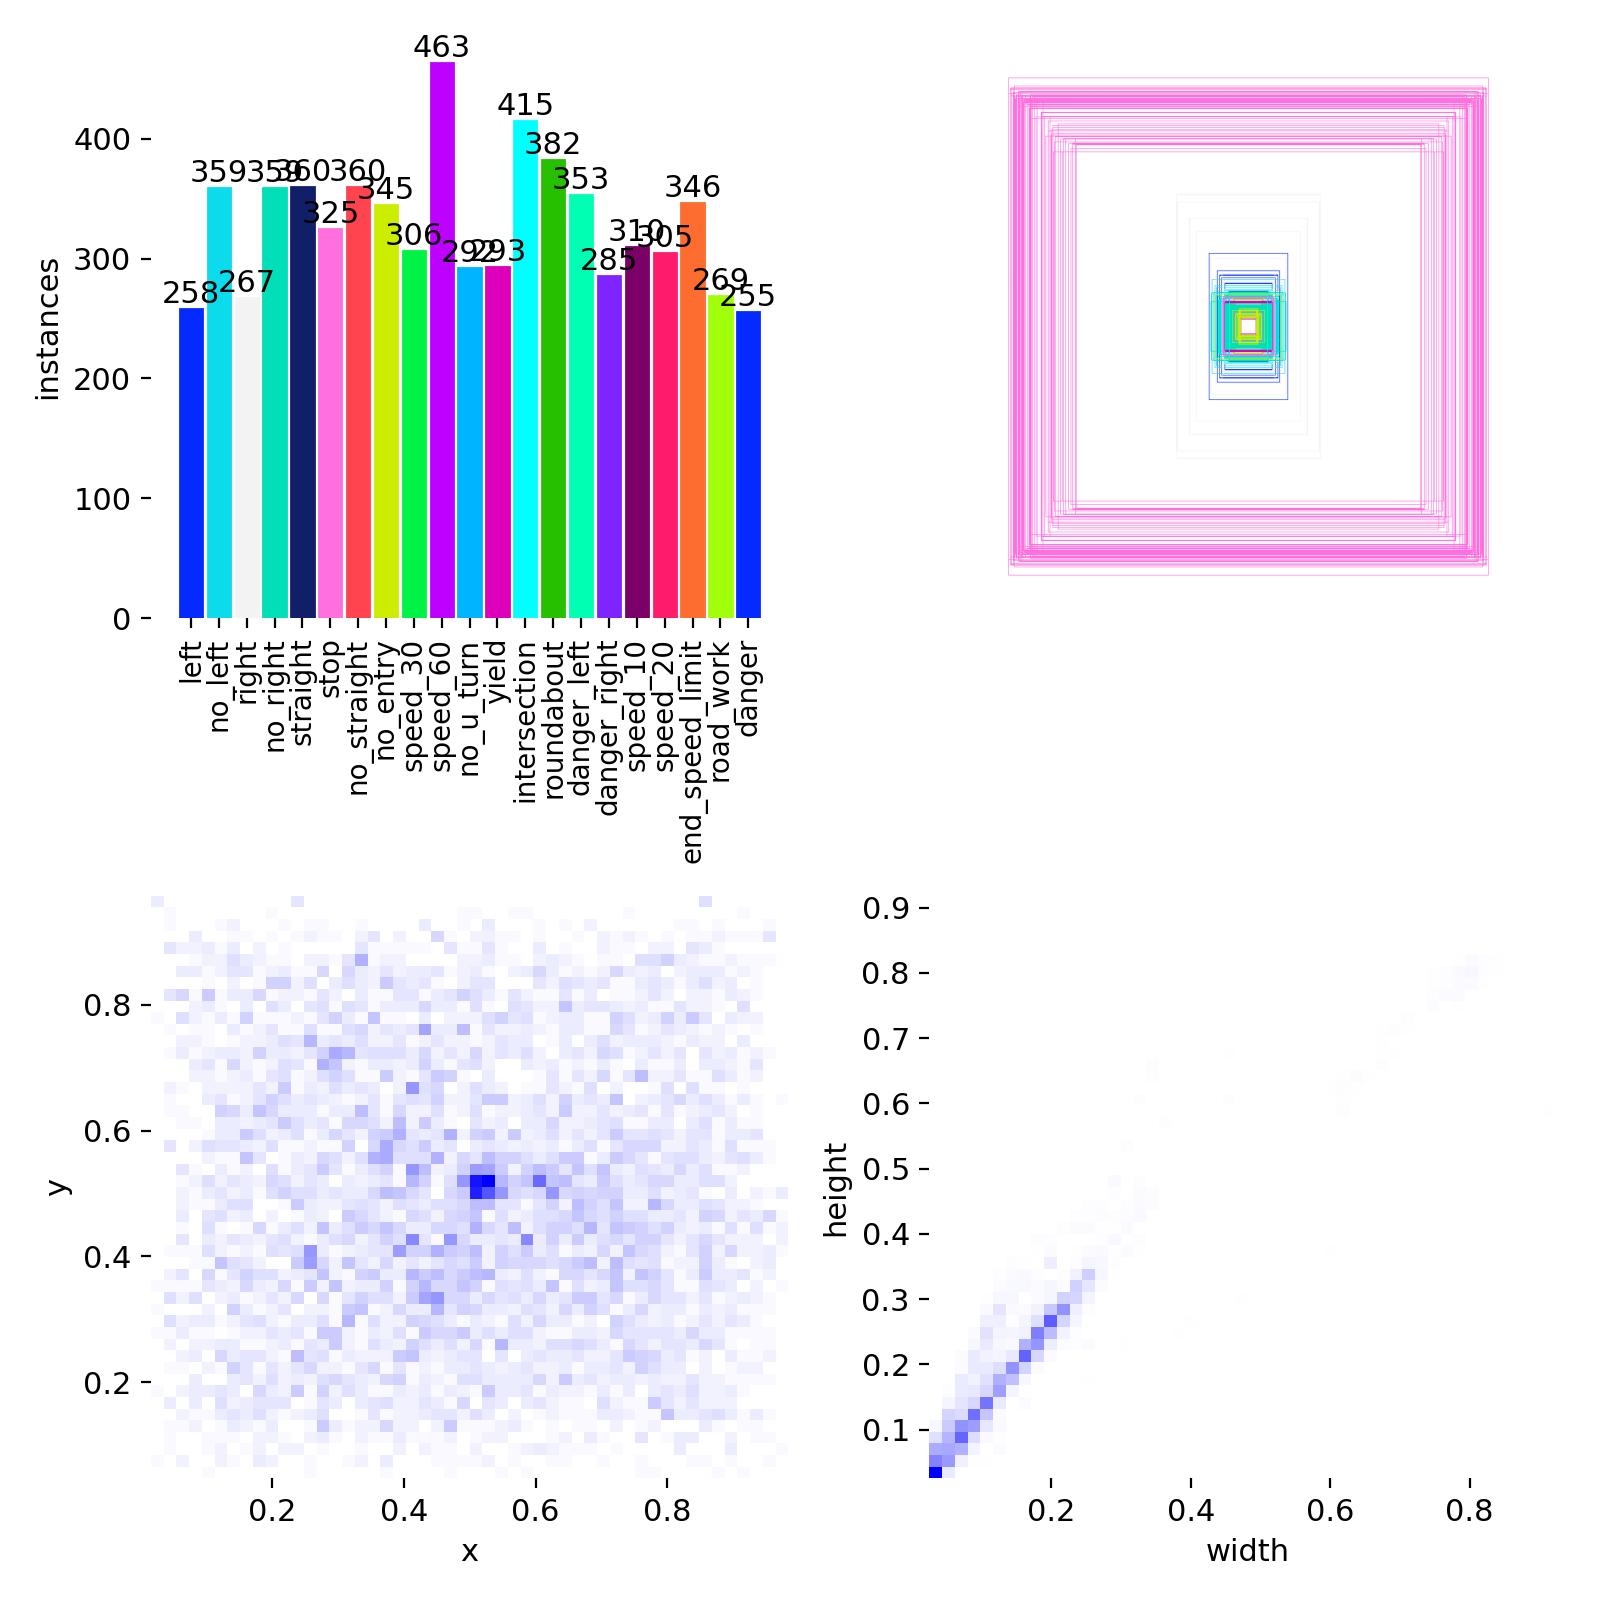 463
415
400
382
359
359
360
360
353
345
346
325
306
310
305
300
292
293
285
258
267
269
255
instances
200
100
0
left
no_left
right
no_right
straight
stop
no_straight
no_entry
speed_30
speed_60
no_u_turn
yield
intersection
roundabout
danger_left
danger_right
speed_10
speed_20
end_speed_limit
road_work
danger
0.8
0.6
0.4
0.2
y
0.2 0.4 0.6 0.8
x
0.9
0.8
0.7
0.6
0.5
0.4
0.3
0.2
0.1
height
0.2 0.4 0.6 0.8
width